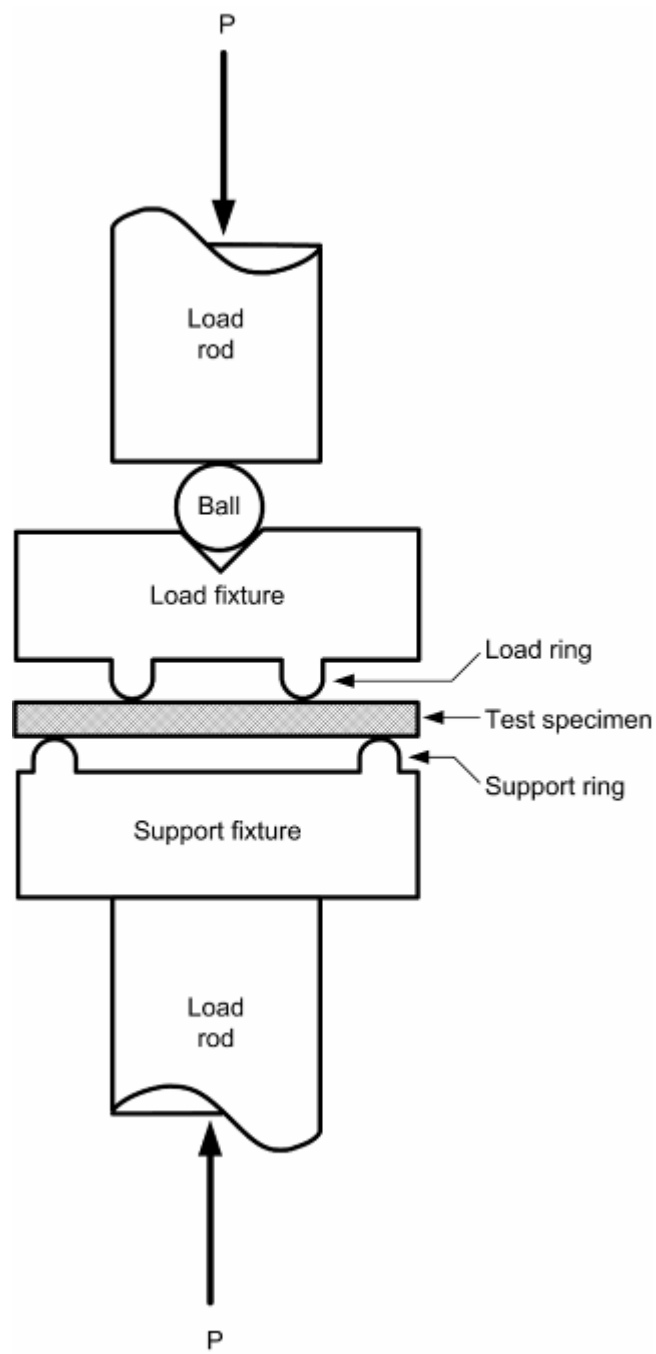 P
Load
rod
Ball
Load fixture
Load ring
Test specimen
Support ring
Support fixture
Load
rod
P